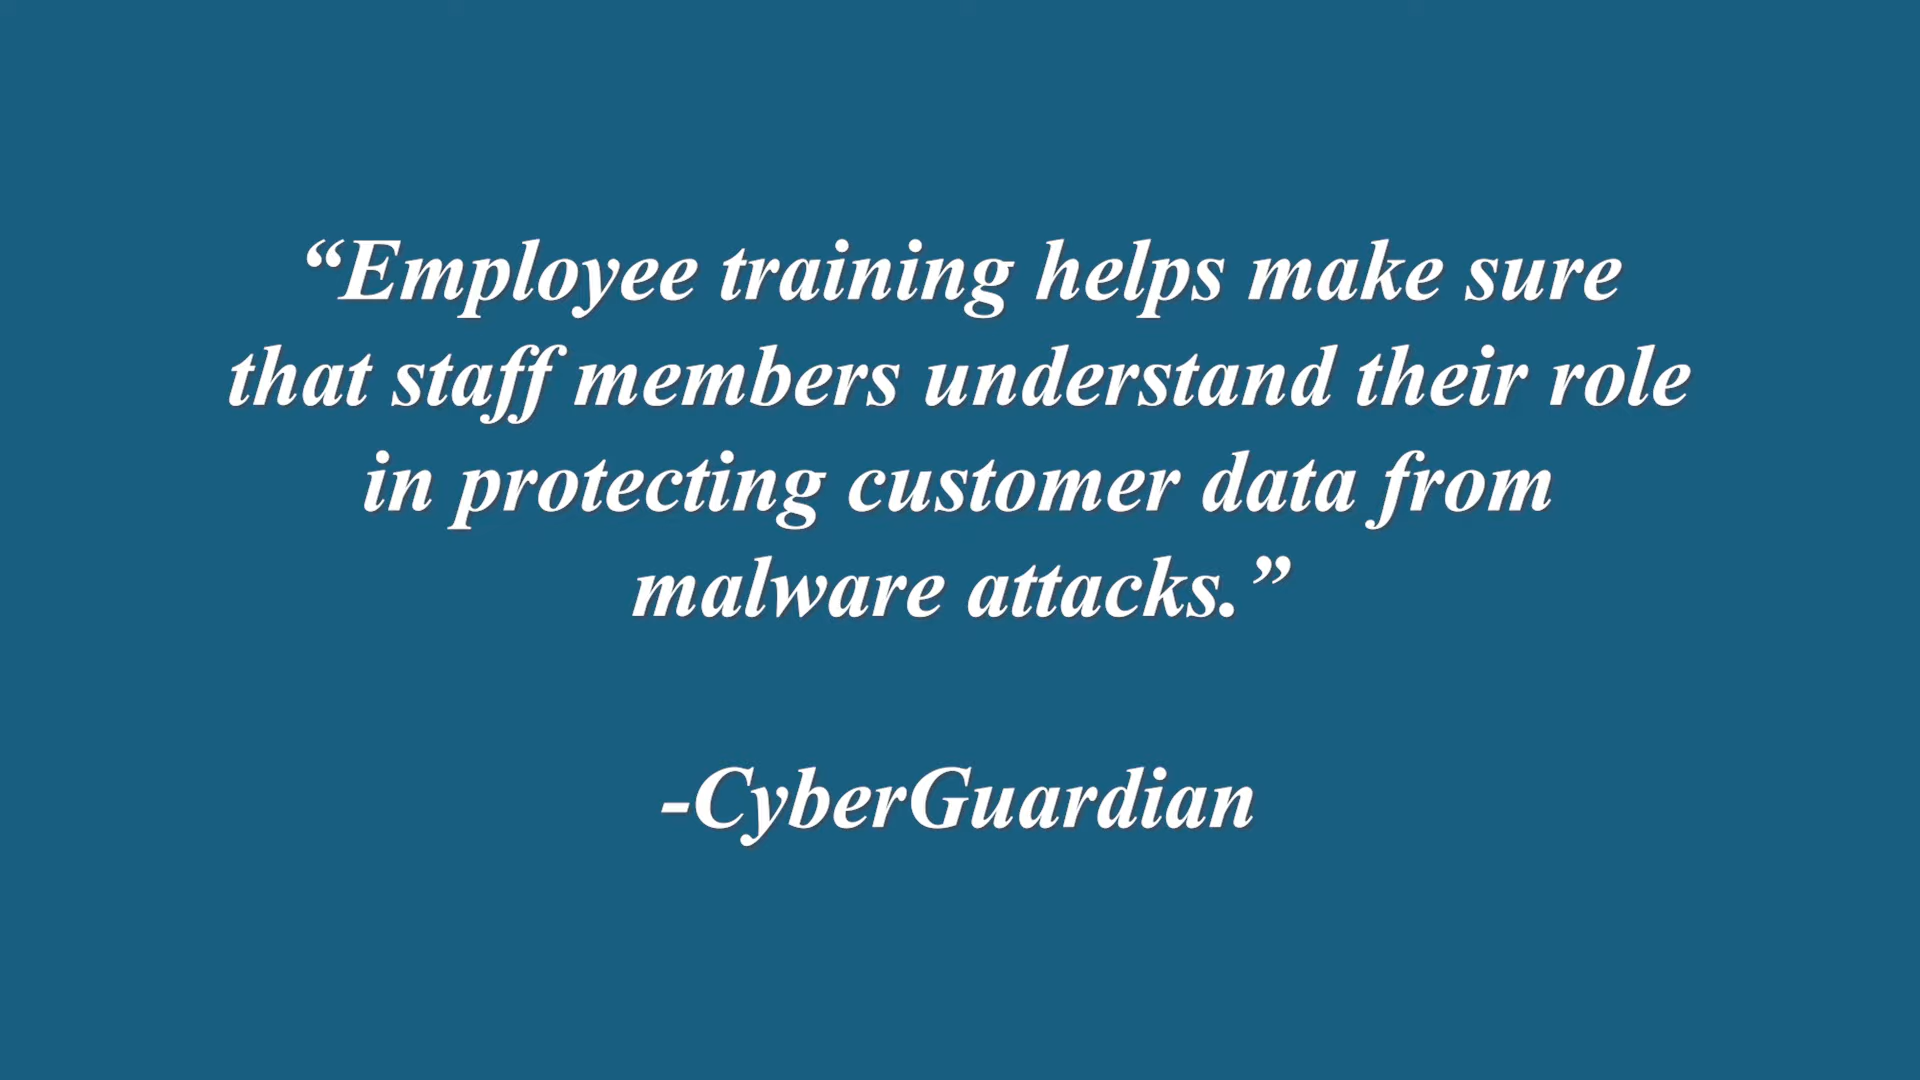 “Employee training helps make sure
that staff members understand their role
in protecting customer data from
malware attacks.”
-CyberGuardian